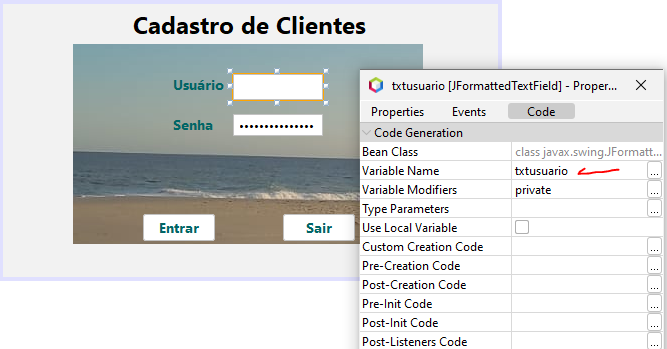 Cadastro de Clientes
Usuário
Senha
•••••••••••••••
Entrar
Sair
txtusuario [JFormattedTextField] - Proper...
Properties
Events
Code
Code Generation
Bean Class
class javax.swing.JFormatt...
Variable Name
txtusuario
...
Variable Modifiers
private
...
Type Parameters
...
Use Local Variable
Custom Creation Code
...
Pre-Creation Code
...
Post-Creation Code
...
Pre-Init Code
...
Post-Init Code
...
Post-Listeners Code
...